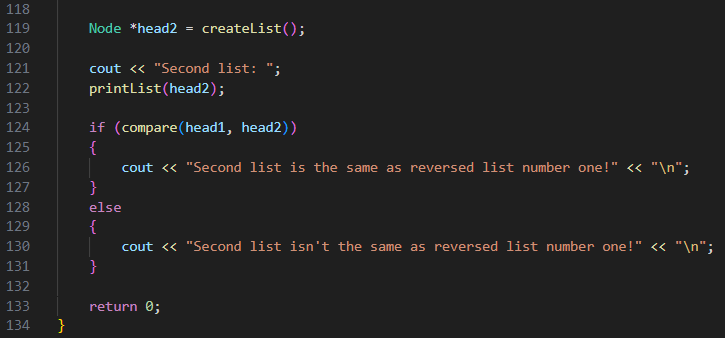 118
119 Node *head2 = createList();
120
121 cout << "Second list: ";
122 printList(head2);
123
124 if (compare(head1, head2))
125 {
126 cout << "Second list is the same as reversed list number one!" << "\n";
127 }
128 else
129 {
130 cout << "Second list isn't the same as reversed list number one!" << "\n";
131 }
132
133 return 0;
134 }